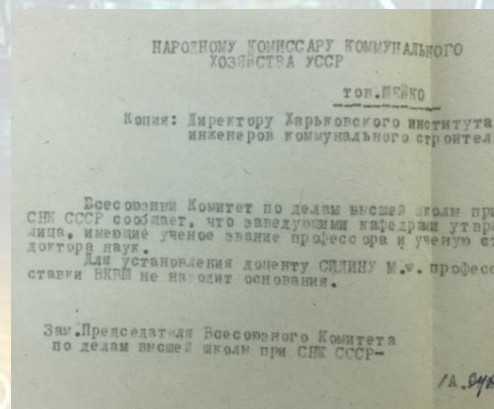 НАРОДНОМУ КОМИССАРУ КОММУНАЛЬНОГО
ХОЗЯЙСТВА УССР
тов.ШЕЙКО
Копия: Директору Харьковского института
инженеров коммунального строител
Всесоюзный Комитет по делам высшей школы при
СНК СССР сообщает, что заведующими кафедрами утвер
лица, имеющие ученое звание профессора и ученую ст
доктора наук.
Для установления доценту СИЛИНУ М.Ф. професс
ставки ВКВШ не находит основания.
Зам.Председателя Всесоюзного Комитета
по делам высшей школы при СНК СССР-
/А.